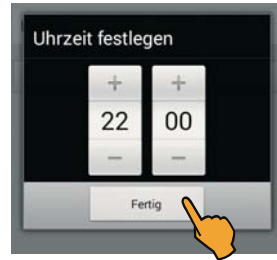 Uhrzeit festlegen
+ +
22 00
— —
Fertig